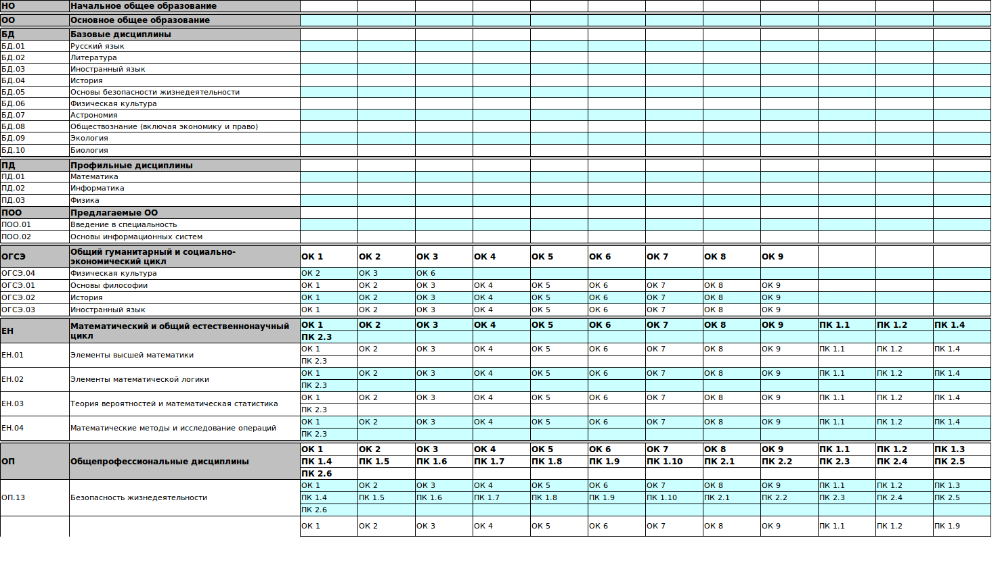 НО Начальное общее образование
ОО Основное общее образование
БД Базовые дисциплины
БД.01 Русский язык
БД.02 Литература
БД.03 Иностранный язык
БД.04 История
БД.05 Основы безопасности жизнедеятельности
БД.06 Физическая культура
БД.07 Астрономия
БД.08 Обществознание (включая экономику и право)
БД.09 Экология
БД.10 Биология
ПД Профильные дисциплины
ПД.01 Математика
ПД.02 Информатика
ПД.03 Физика
ПОО Предлагаемые ОО
ПОО.01 Введение в специальность
ПОО.02 Основы информационных систем
ОГСЭ Общий гуманитарный и социально-
экономический цикл ОК 1 ОК 2 ОК 3 ОК 4 ОК 5 ОК 6 ОК 7 ОК 8 ОК 9
ОГСЭ.04 Физическая культура ОК 2 ОК 3 ОК 6
ОГСЭ.01 Основы философии ОК 1 ОК 2 ОК 3 ОК 4 ОК 5 ОК 6 ОК 7 ОК 8 ОК 9
ОГСЭ.02 История ОК 1 ОК 2 ОК 3 ОК 4 ОК 5 ОК 6 ОК 7 ОК 8 ОК 9
ОГСЭ.03 Иностранный язык ОК 1 ОК 2 ОК 3 ОК 4 ОК 5 ОК 6 ОК 7 ОК 8 ОК 9
ЕН Математический и общий естественнонаучный
цикл ОК 1 ОК 2 ОК 3 ОК 4 ОК 5 ОК 6 ОК 7 ОК 8 ОК 9 ПК 1.1 ПК 1.2 ПК 1.4
ПК 2.3
ЕН.01 Элементы высшей математики ОК 1 ОК 2 ОК 3 ОК 4 ОК 5 ОК 6 ОК 7 ОК 8 ОК 9 ПК 1.1 ПК 1.2 ПК 1.4
ПК 2.3
ЕН.02 Элементы математической логики ОК 1 ОК 2 ОК 3 ОК 4 ОК 5 ОК 6 ОК 7 ОК 8 ОК 9 ПК 1.1 ПК 1.2 ПК 1.4
ПК 2.3
ЕН.03 Теория вероятностей и математическая статистика ОК 1 ОК 2 ОК 3 ОК 4 ОК 5 ОК 6 ОК 7 ОК 8 ОК 9 ПК 1.1 ПК 1.2 ПК 1.4
ПК 2.3
ЕН.04 Математические методы и исследование операций ОК 1 ОК 2 ОК 3 ОК 4 ОК 5 ОК 6 ОК 7 ОК 8 ОК 9 ПК 1.1 ПК 1.2 ПК 1.4
ПК 2.3
ОП Общепрофессиональные дисциплины ОК 1 ОК 2 ОК 3 ОК 4 ОК 5 ОК 6 ОК 7 ОК 8 ОК 9 ПК 1.1 ПК 1.2 ПК 1.3
ПК 1.4 ПК 1.5 ПК 1.6 ПК 1.7 ПК 1.8 ПК 1.9 ПК 1.10 ПК 2.1 ПК 2.2 ПК 2.3 ПК 2.4 ПК 2.5
ПК 2.6
ОП.13 Безопасность жизнедеятельности ОК 1 ОК 2 ОК 3 ОК 4 ОК 5 ОК 6 ОК 7 ОК 8 ОК 9 ПК 1.1 ПК 1.2 ПК 1.3
ПК 1.4 ПК 1.5 ПК 1.6 ПК 1.7 ПК 1.8 ПК 1.9 ПК 1.10 ПК 2.1 ПК 2.2 ПК 2.3 ПК 2.4 ПК 2.5
ПК 2.6
ОК 1 ОК 2 ОК 3 ОК 4 ОК 5 ОК 6 ОК 7 ОК 8 ОК 9 ПК 1.1 ПК 1.2 ПК 1.9